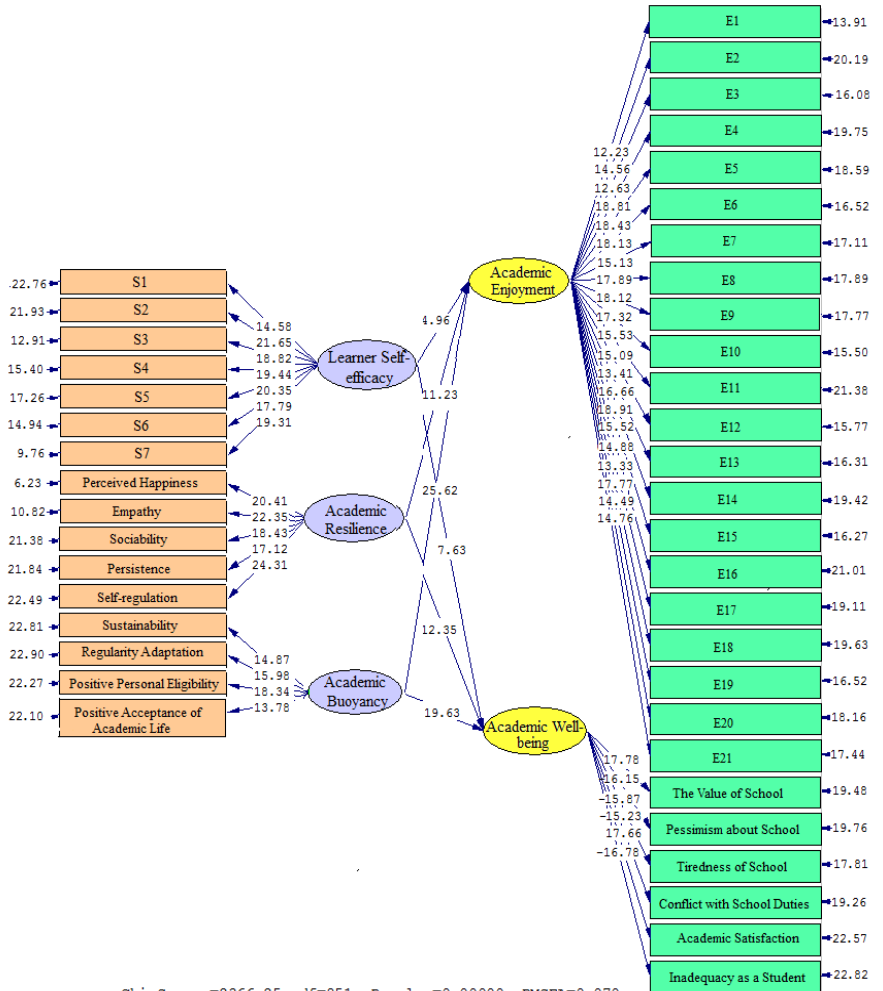 S1
S2
S3
S4
S5
S6
S7
Perceived Happiness
Empathy
Sociability
Persistence
Self-regulation
Sustainability
Regularity Adaptation
Positive Personal Eligibility
Positive Acceptance of
Academic Life
22.76
21.93
12.91
15.40
17.26
14.94
9.76
6.23
10.82
21.38
21.84
22.49
22.81
22.90
22.27
22.10
14.58
21.65
18.82
19.44
20.35
17.79
19.31
20.41
22.35
18.43
17.12
24.31
14.87
15.98
18.34
13.78
Learner Self-
efficacy
Academic
Resilience
Academic
Buoyancy
4.96
11.23
25.62
7.63
12.35
19.63
Academic
Enjoyment
Academic Well-
being
12.23
14.56
12.63
18.81
18.43
18.13
15.13
17.89
18.12
17.32
15.53
15.09
13.41
16.66
18.91
15.52
14.88
13.33
17.77
14.49
14.76
17.78
-16.15
-15.87
-15.23
17.66
-16.78
E1
E2
E3
E4
E5
E6
E7
E8
E9
E10
E11
E12
E13
E14
E15
E16
E17
E18
E19
E20
E21
The Value of School
Pessimism about School
Tiredness of School
Conflict with School Duties
Academic Satisfaction
Inadequacy as a Student
13.91
20.19
16.08
19.75
18.59
16.52
17.11
17.89
17.77
15.50
21.38
15.77
16.31
19.42
16.27
21.01
19.11
19.63
16.52
18.16
17.44
19.48
19.76
17.81
19.26
22.57
22.82